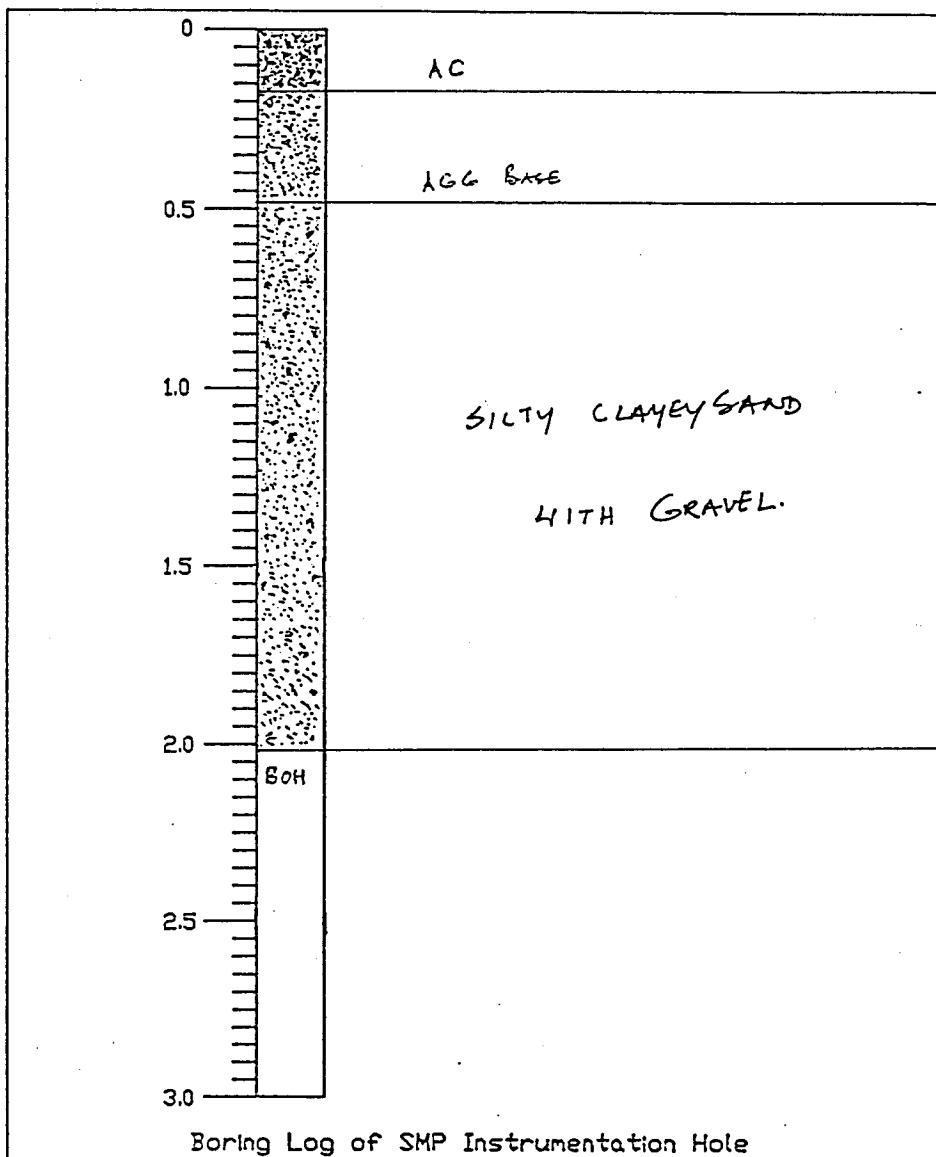 0
AC
AGG BASE
0.5
1.0
SILTY CLAYEY SAND
WITH GRAVEL.
1.5
2.0
BOH
2.5
3.0
Boring Log of SMP Instrumentation Hole